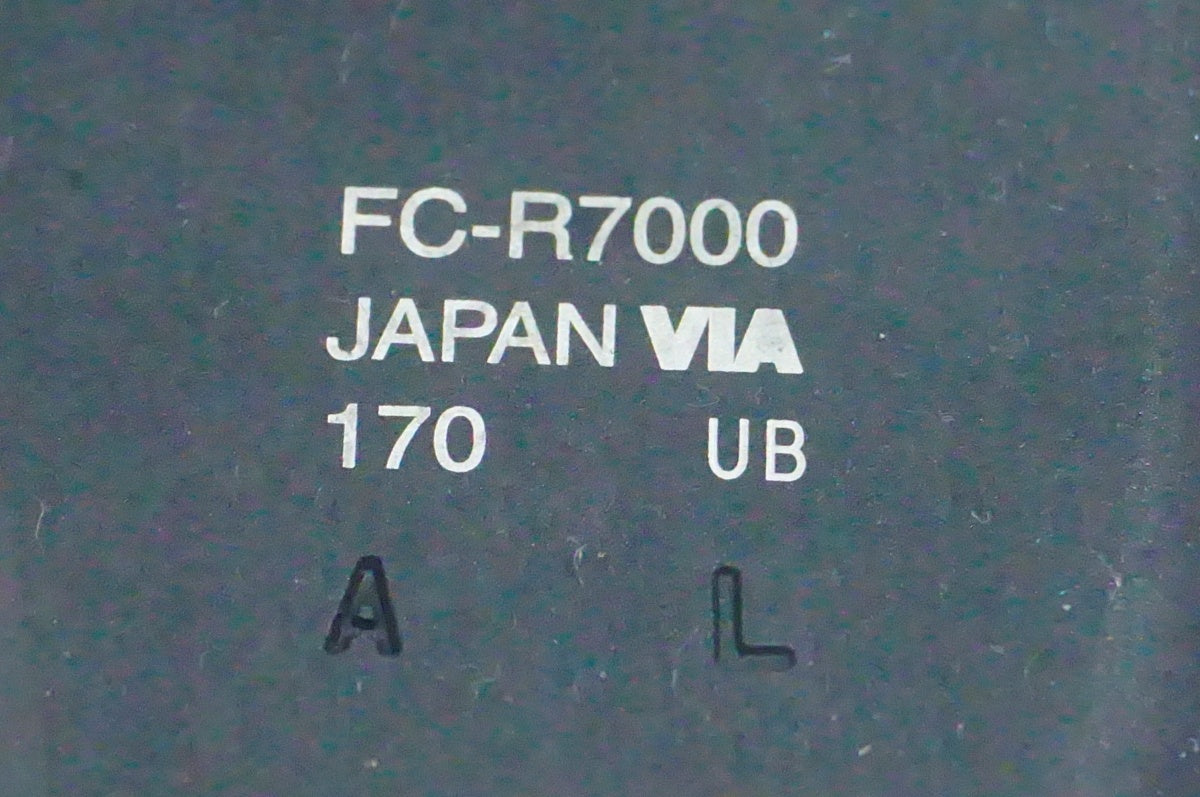 FC-R7000
JAPAN VIA
170 UB
A L